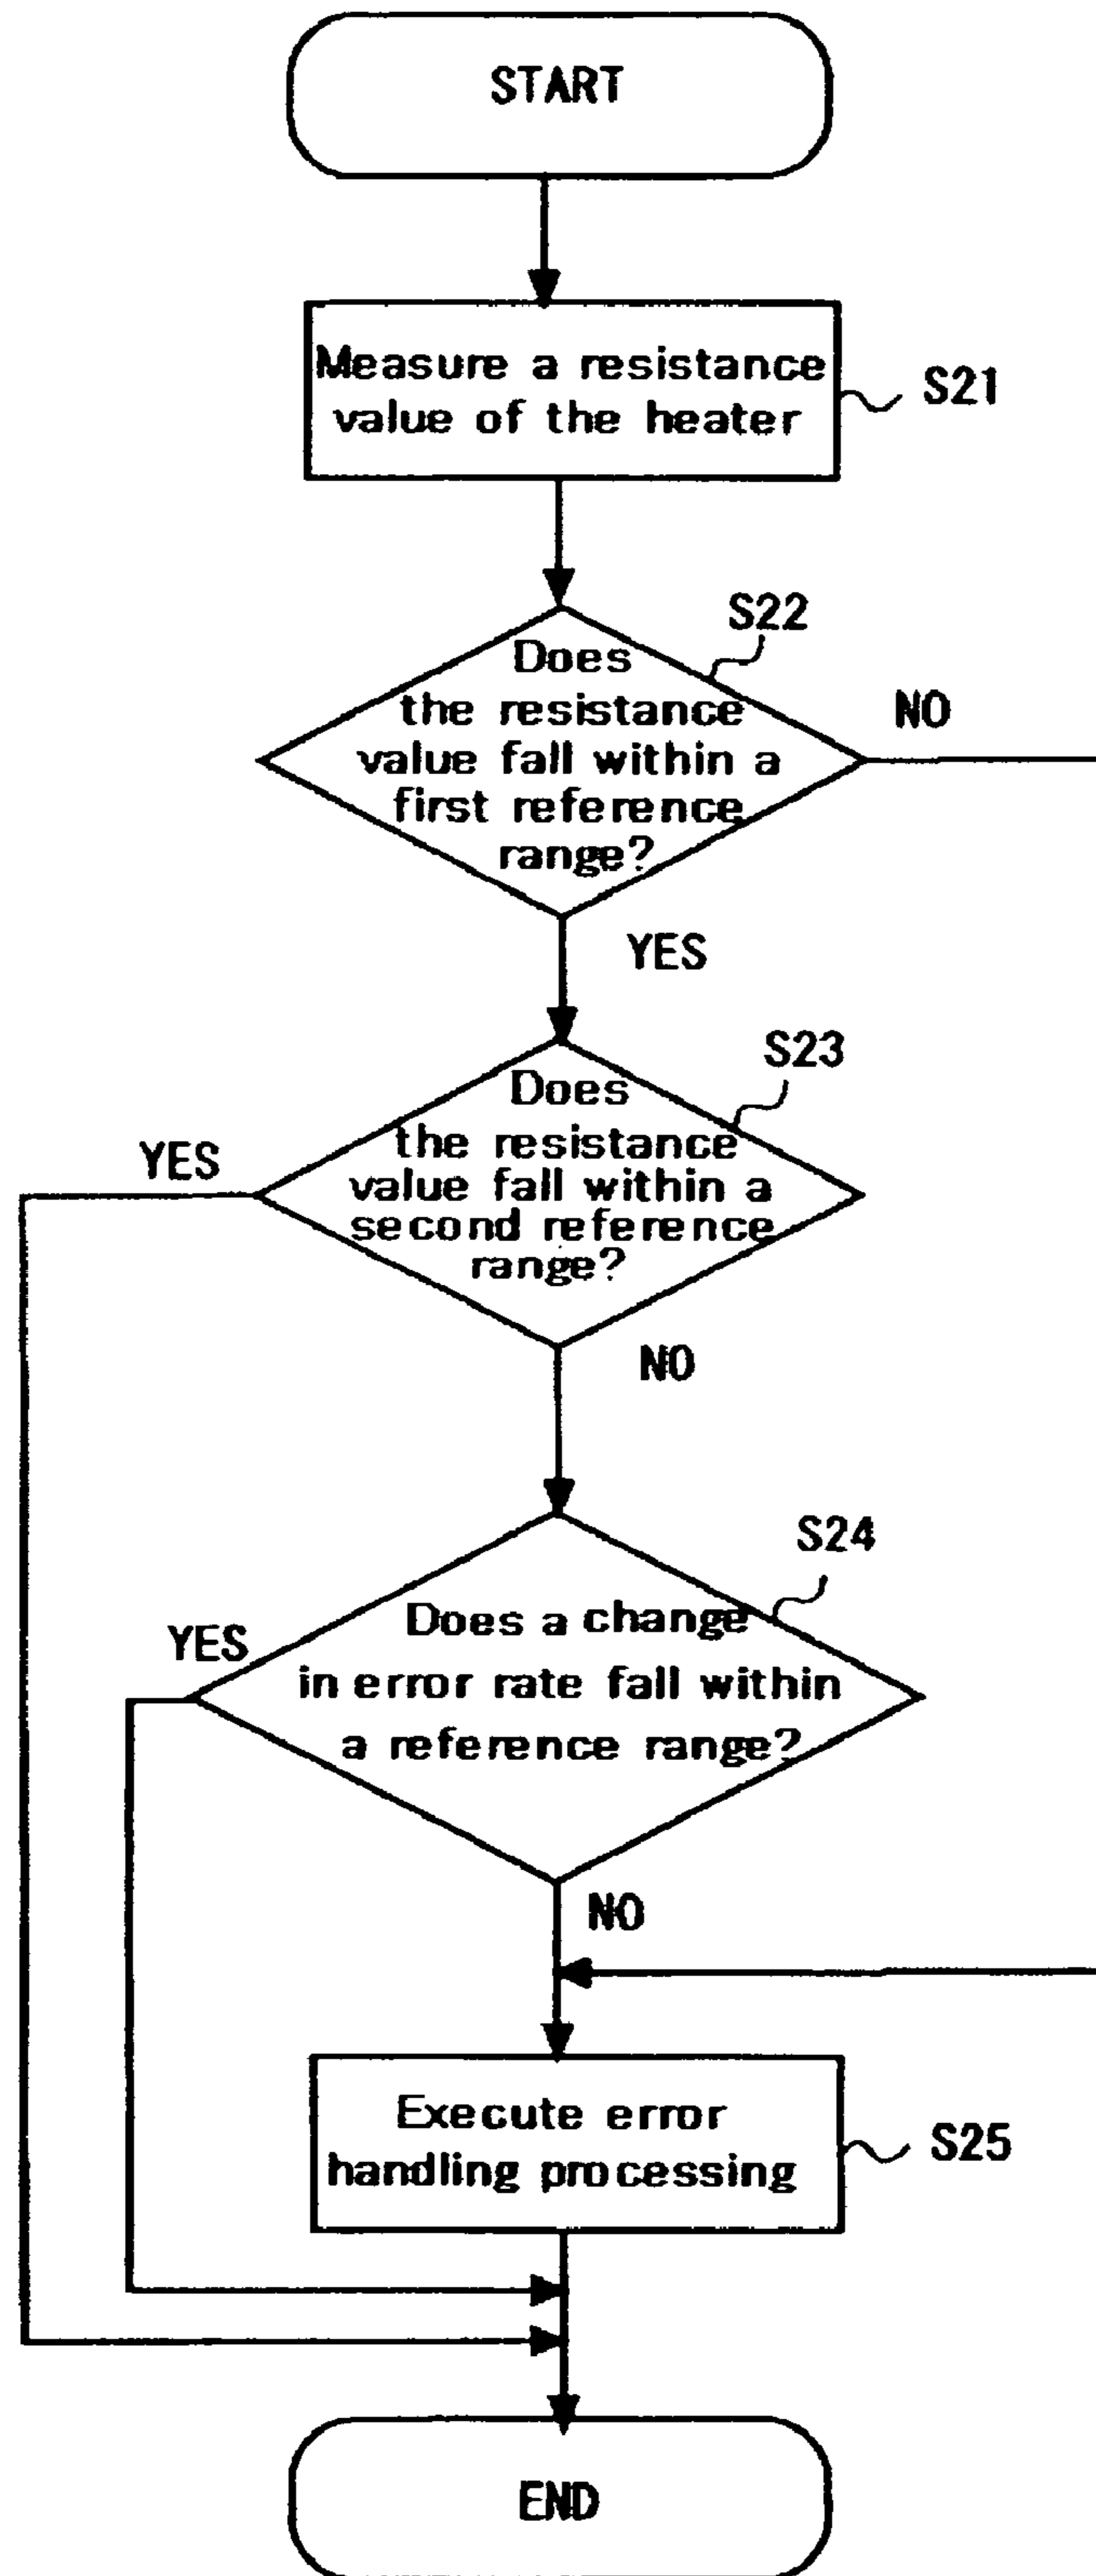 START
Measure a resistance
value of the heater
S21
S22
Does
the resistance
value fall within a
first reference
range?
NO
YES
S23
Does
the resistance
value fall within a
second reference
range?
YES
NO
S24
Does a change
in error rate fall within
a reference range?
YES
NO
Execute error
handling processing
S25
END